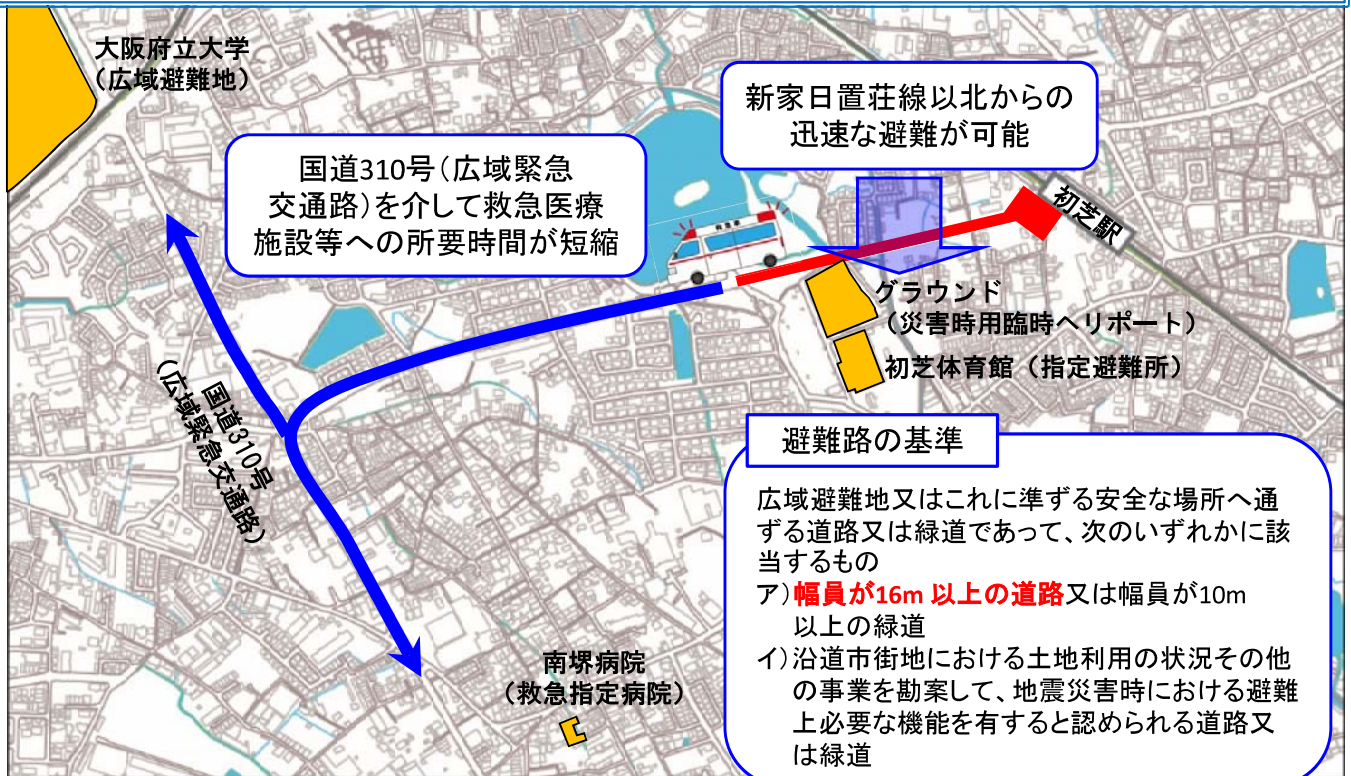 大阪府立大学
（広域避難地）
新家日置荘線以北からの
迅速な避難が可能
国道310号（広域緊急
交通路）を介して救急医療
施設等への所要時間が短縮
救急車
初芝駅
グラウンド
（災害時用臨時ヘリポート）
初芝体育館（指定避難所）
国道310号
（広域緊急交通路）
南堺病院
（救急指定病院）
避難路の基準
広域避難地又はこれに準ずる安全な場所へ通
ずる道路又は緑道であって、次のいずれかに該
当するもの
ア）幅員が16m 以上の道路又は幅員が10m
以上の緑道
イ）沿道市街地における土地利用の状況その他
の事業を勘案して、地震災害時における避難
上必要な機能を有すると認められる道路又
は緑道